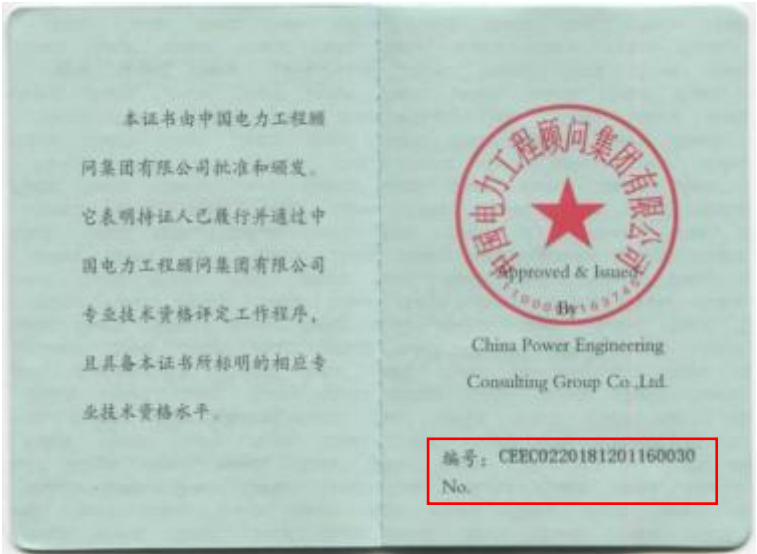 本证书由中国电力工程顾
问集团有限公司批准和颁发。
它表明持证人已履行并通过中
国电力工程顾问集团有限公司
专业技术资格评定工作程序，
且具备本证书所标明的相应专
业技术资格水平。
中国电力工程顾问集团有限公司
Approved & Issued
By
China Power Engineering
Consulting Group Co.,Ltd.
编号：CEEC0220181201160030
No.